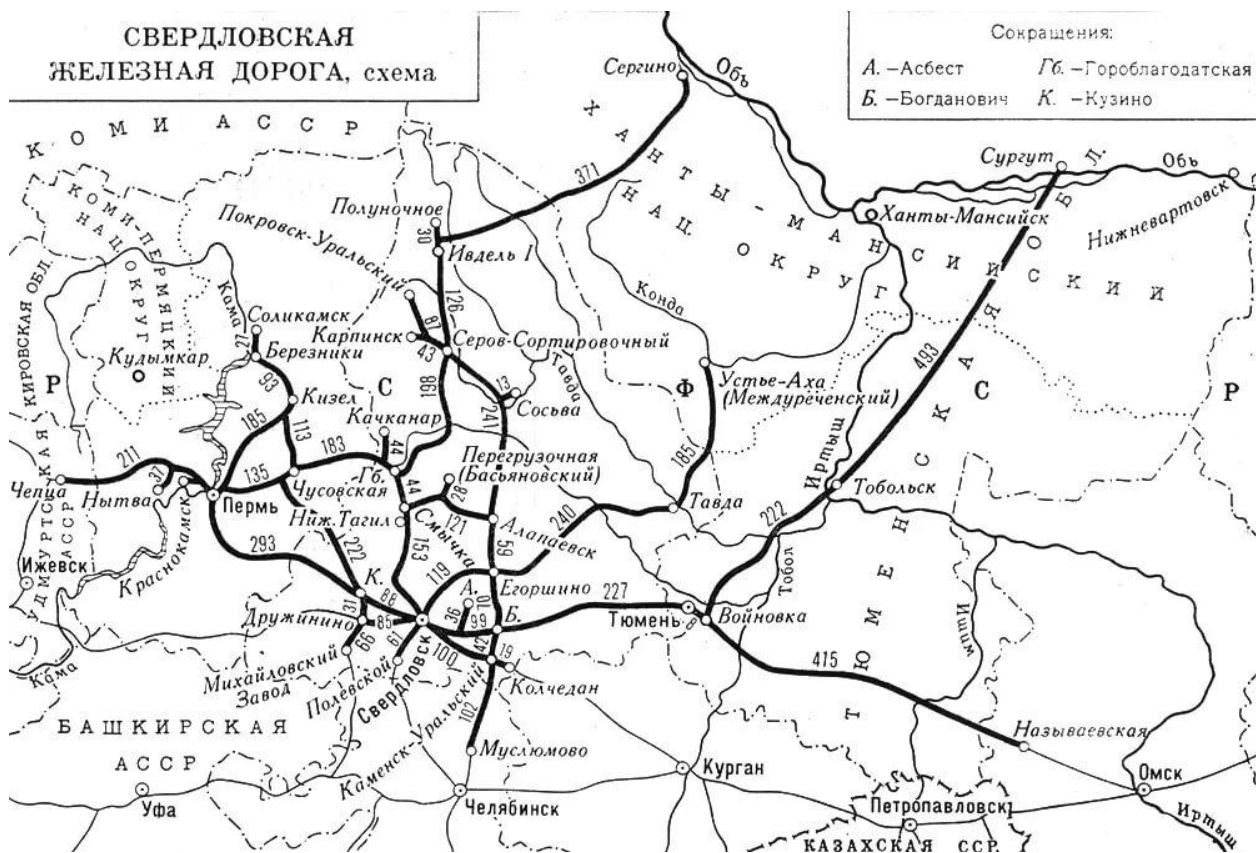 СВЕРДЛОВСКАЯ
ЖЕЛЕЗНАЯ ДОРОГА, схема
Сокращения:
А. –Асбест
Гб. –Гороблагодатская
Б. –Богданович
К. –Кузино
КОМИ АССР
КОМИ-ПЕРМЯЦКИЙ
НАЦ. ОКРУГ
КИРОВСКАЯ ОБЛ.
УДМУРТСКАЯ
АССР
БАШКИРСКАЯ
АССР
ХАНТЫ-МАНСИЙСКИЙ
НАЦ. ОКРУГ
ТЮМЕНСКАЯ ОБЛ.
КАЗАХСКАЯ ССР
Р
С
Ф
С
Р
Сергино
Обь
371
Сургут
Обь
Нижневартовск
Ханты-Мансийск
Полуночное
30
Ивдель I
Покровск-Уральский
126
87
Карпинск
43
Серов-Сортировочный
Конда
Тавда
Кама
Соликамск
27
Березники
Кудымкар
93
Кизел
185
113
Качканар
198
13
Сосьва
241
Устье-Аха
(Междуреченский)
493
Иртыш
185
211
37
135
183
44
Гб.
Перегрузочная
(Басьяновский)
Чепца
Нытва
Краснокамск
Пермь
Чусовская
44
28
Ниж. Тагил
Смычка
121
Алапаевск
240
Тавда
Тобольск
222
Ижевск
293
222
153
59
119
Егоршино
Тобол
Ишим
К.
88
31
А.
36
70
99
Б.
227
Тюмень
8
Войновка
Дружинино
85
66
61
100
42
19
Колчедан
Кама
Михайловский
Завод
Полевской
Свердловск
Каменск-Уральский
102
Муслюмово
415
Называевская
Уфа
Челябинск
Курган
Петропавловск
Омск
Иртыш